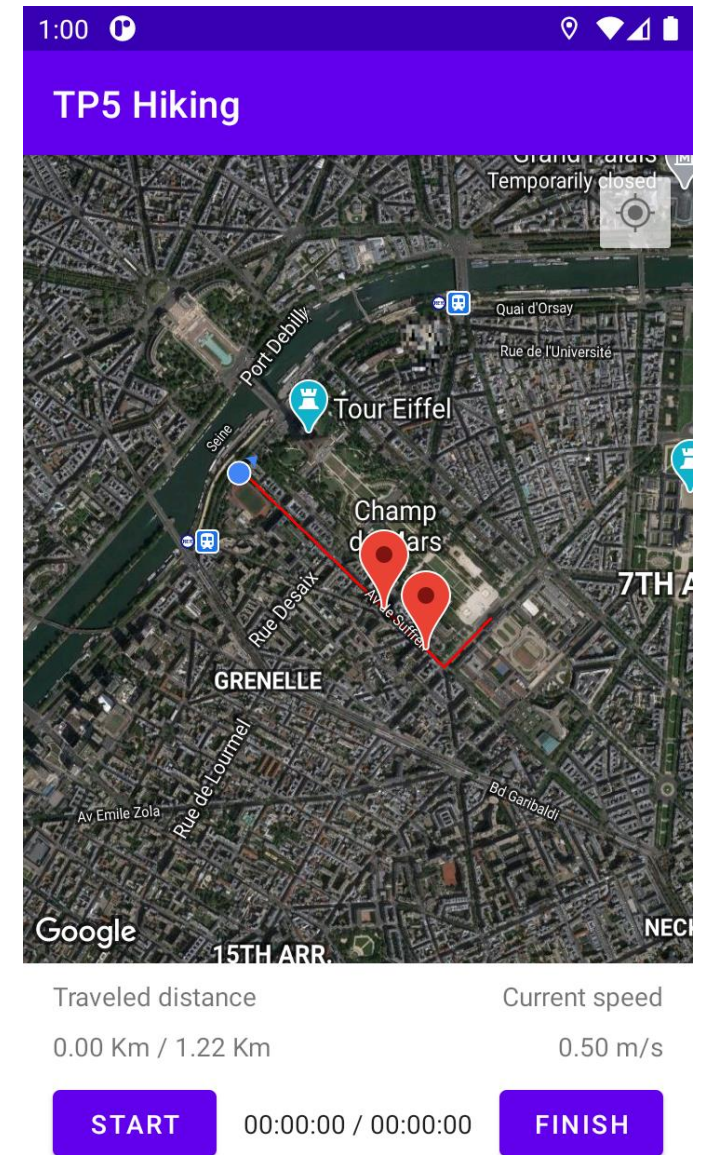 1:00
TP5 Hiking
Grand Palais
Temporarily closed
Quai d'Orsay
Port Debilly
Rue de l'Université
Tour Eiffel
Seine
Champ
de Mars
7TH A
Rue Desaix
Av de Suffren
GRENELLE
Rue de Lourmel
Bd Garibaldi
Av Emile Zola
Google
NECK
15TH ARR.
Traveled distance
Current speed
0.00 Km / 1.22 Km
0.50 m/s
START
00:00:00 / 00:00:00
FINISH